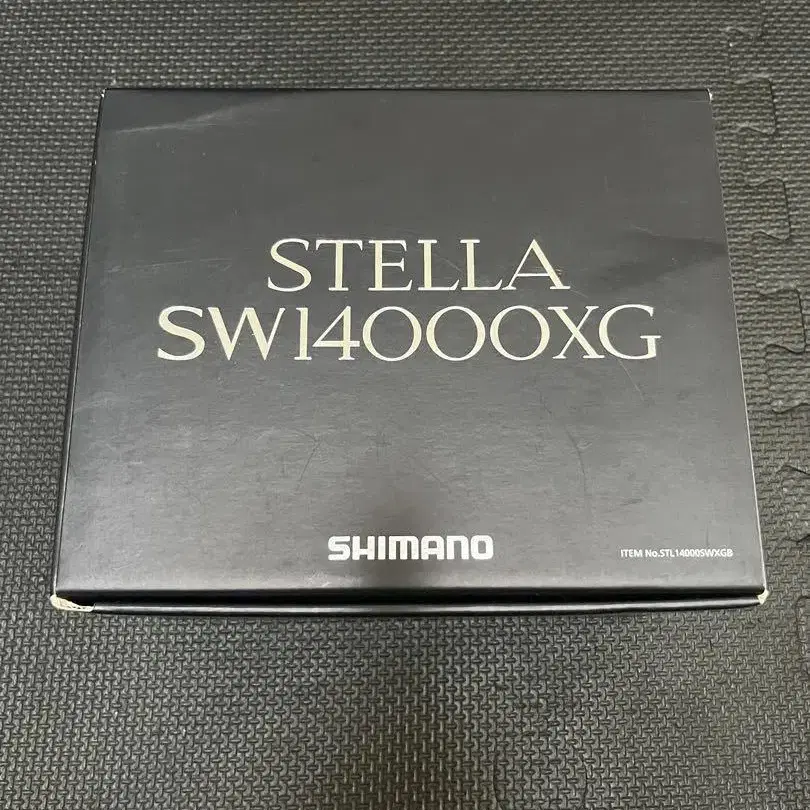 STELLA
SW14000XG
SHIMANO
ITEM No.STL14000SWXGB